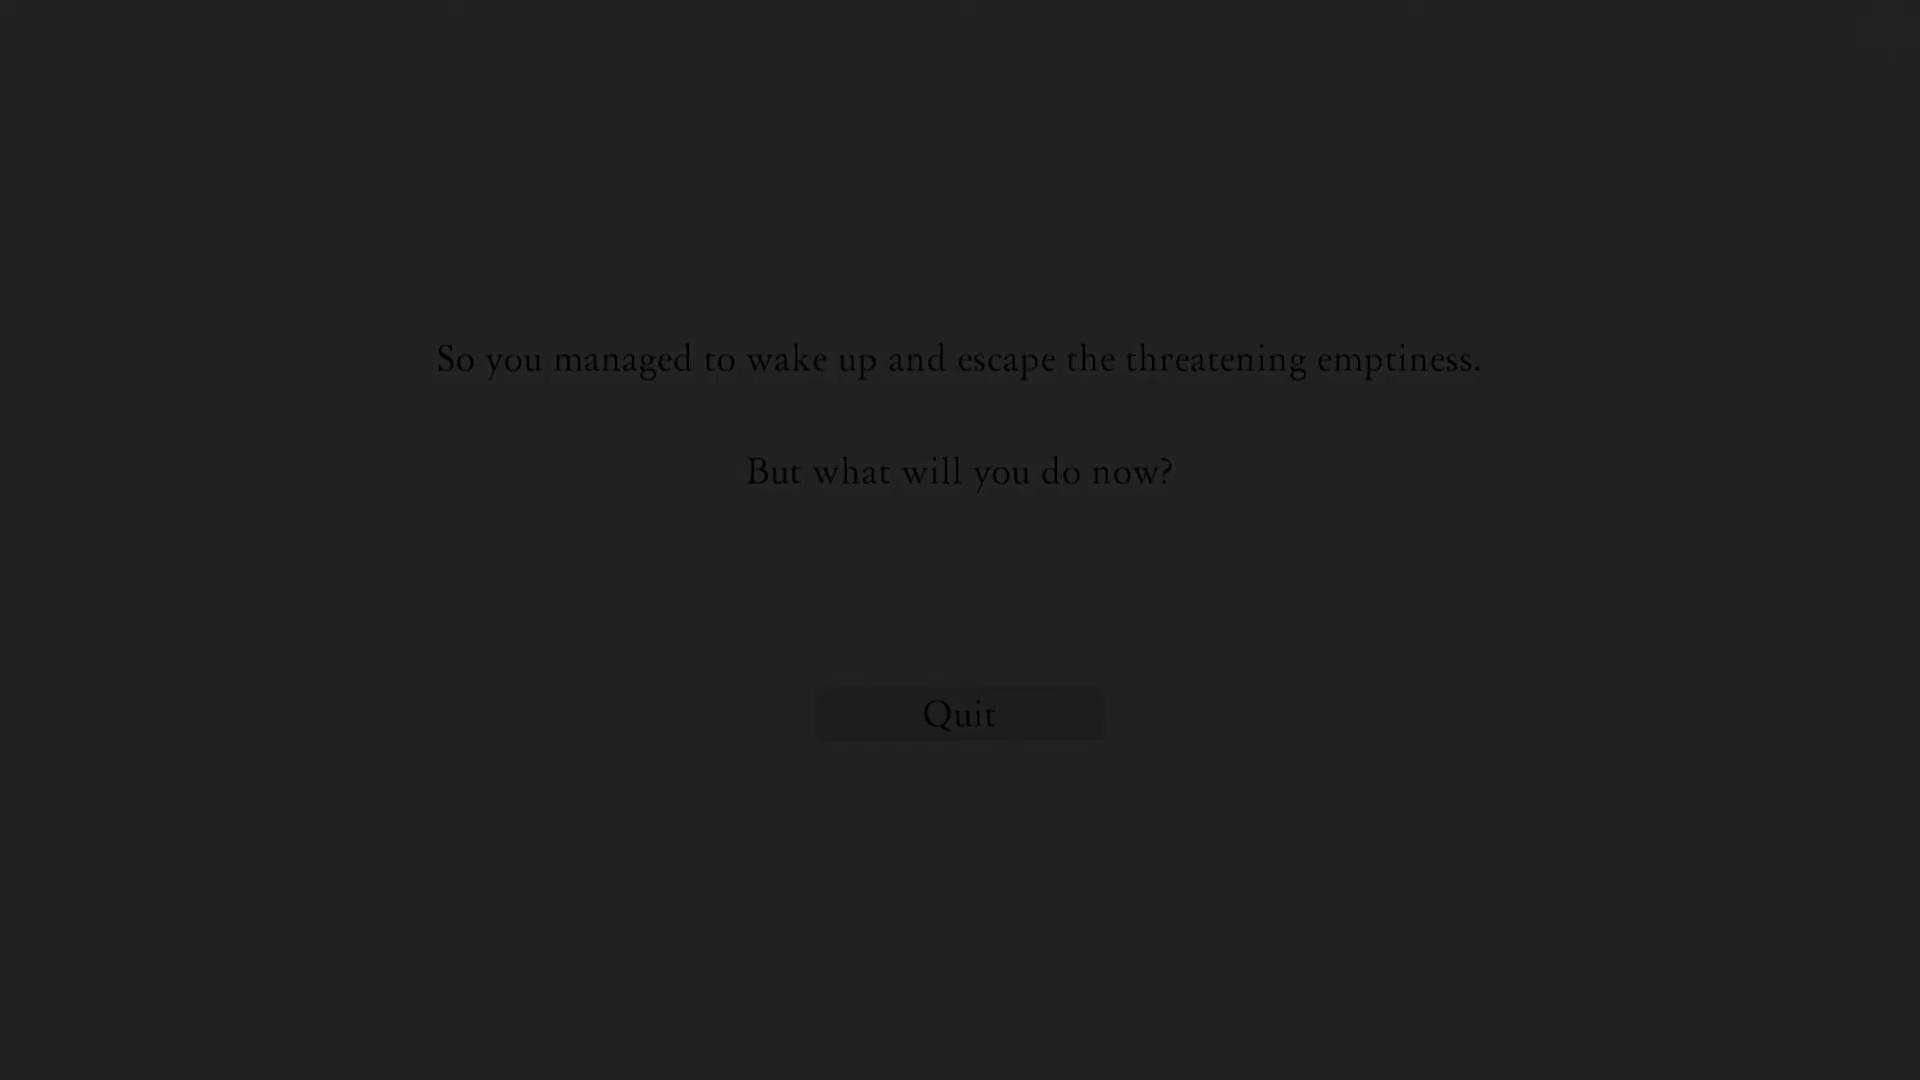 So you managed to wake up and escape the threatening emptiness.
But what will you do now?
Quit